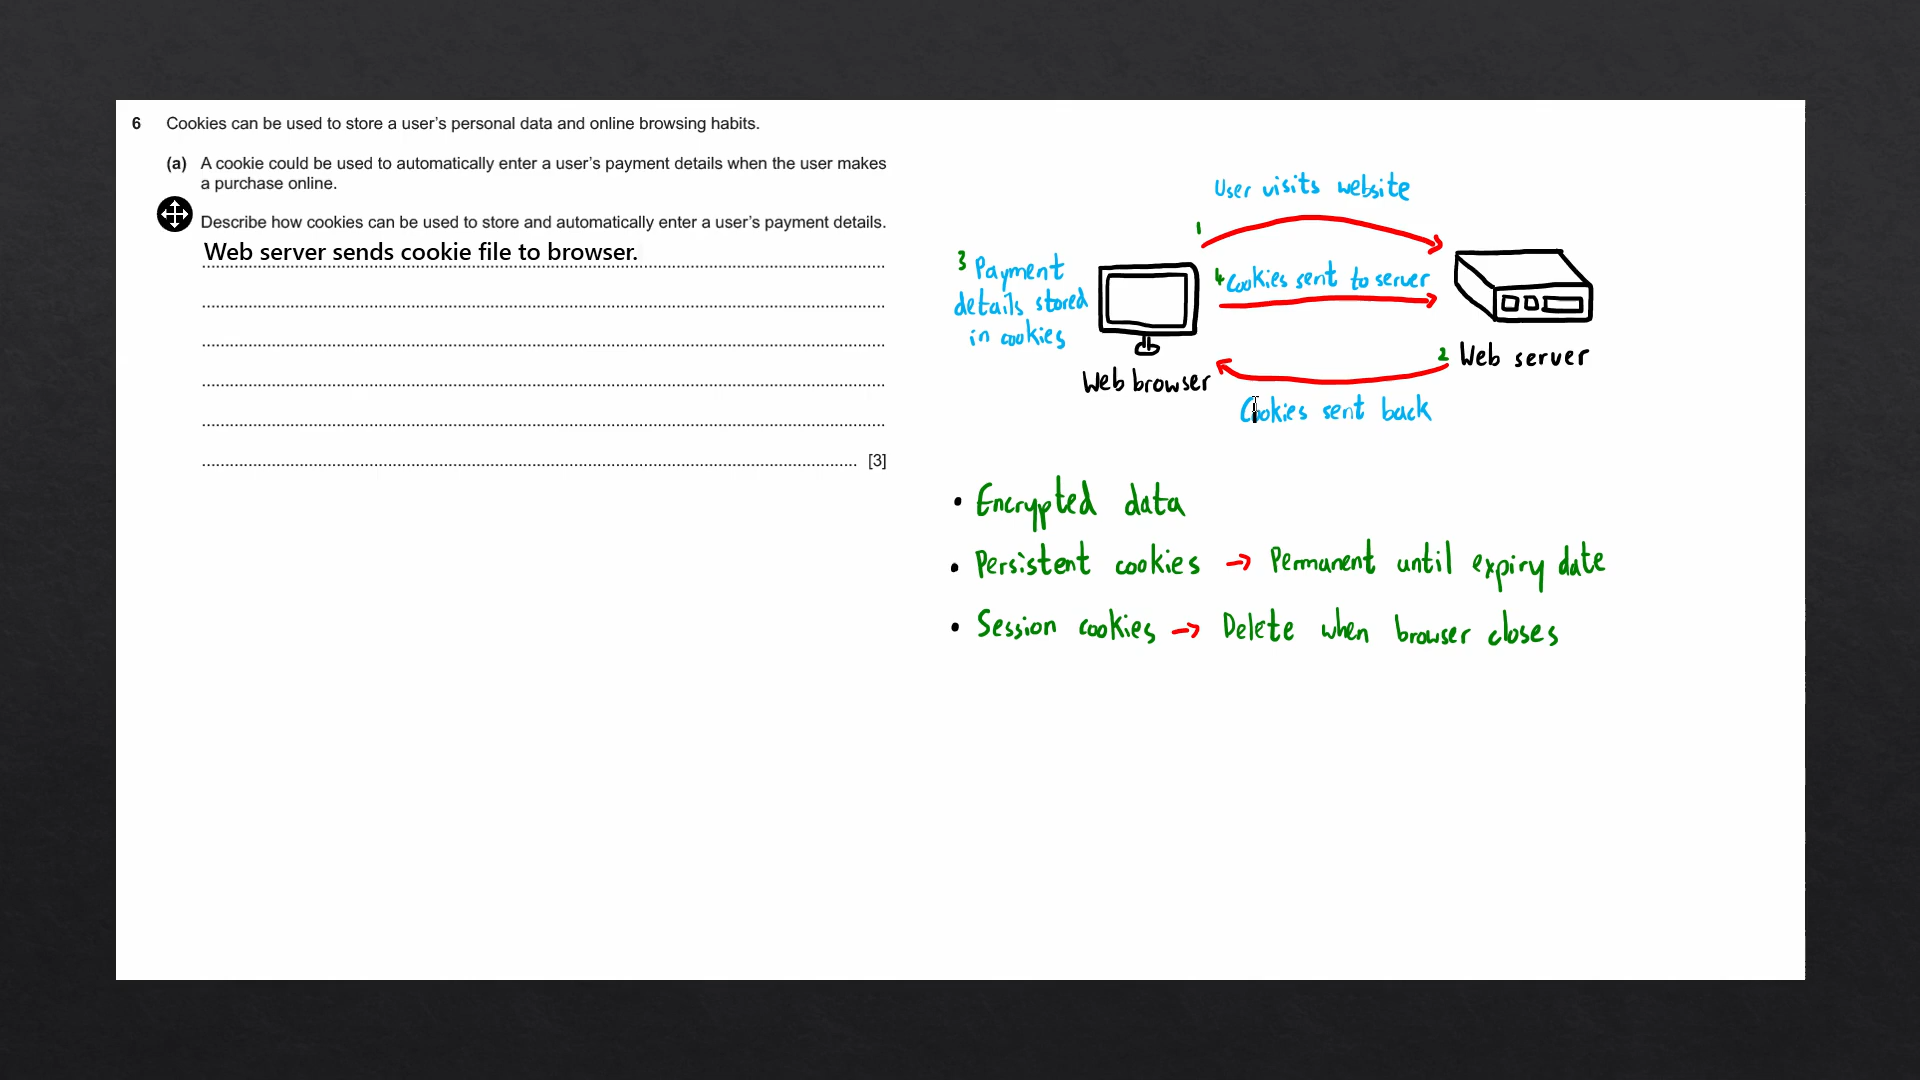 6 Cookies can be used to store a user's personal data and online browsing habits.
(a) A cookie could be used to automatically enter a user's payment details when the user makes
a purchase online.
Describe how cookies can be used to store and automatically enter a user's payment details.
Web server sends cookie file to browser.
[3]
User visits website
1
3 Payment
details stored
in cookies
4 Cookies sent to server
2 Web server
Web browser
Cookies sent back
• Encrypted data
• Persistent cookies → Permanent until expiry date
• Session cookies → Delete when browser closes